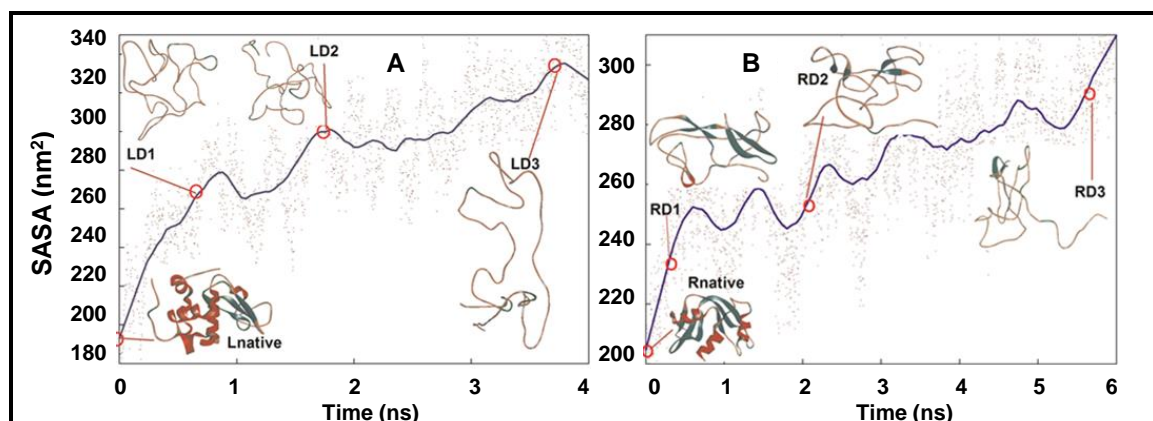 340
320
300
280
260
240
220
200
180
SASA (nm²)
A
LD1
LD2
LD3
Lnative
0 1 2 3 4
Time (ns)
300
280
260
240
220
200
B
RD1
RD2
RD3
Rnative
0 1 2 3 4 5 6
Time (ns)